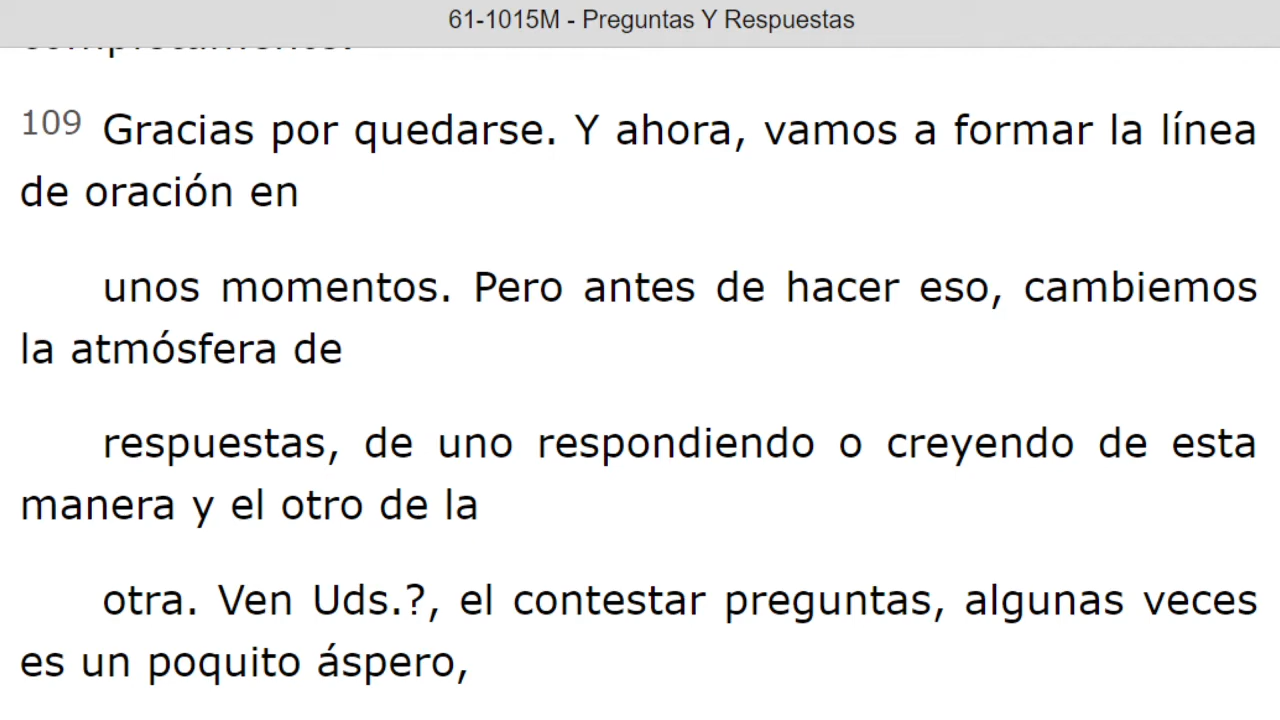 61-1015M - Preguntas Y Respuestas
109 Gracias por quedarse. Y ahora, vamos a formar la línea
de oración en
unos momentos. Pero antes de hacer eso, cambiemos
la atmósfera de
respuestas, de uno respondiendo o creyendo de esta
manera y el otro de la
otra. Ven Uds.?, el contestar preguntas, algunas veces
es un poquito áspero,